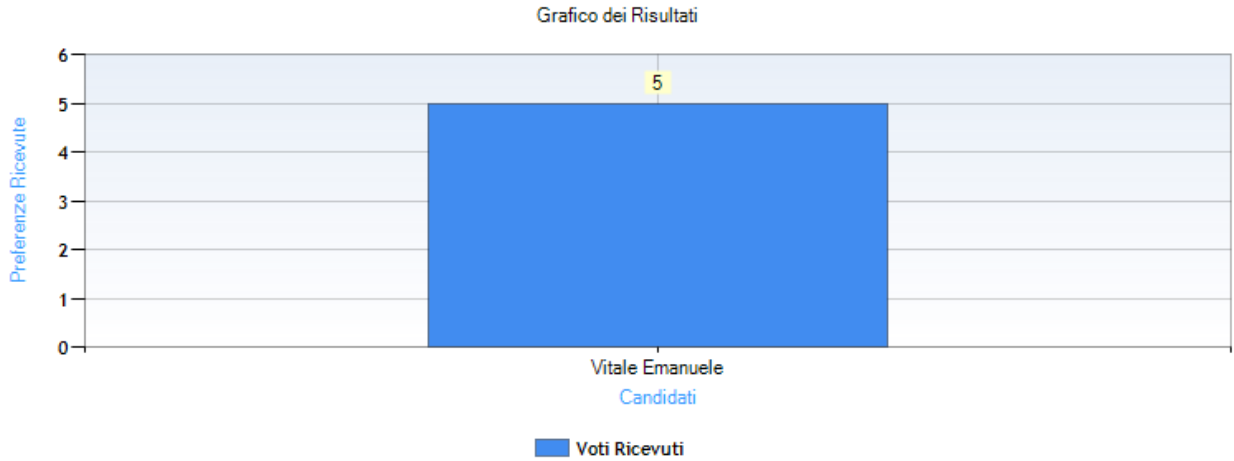 Grafico dei Risultati
6
5
5
4
3
2
1
0
Preferenze Ricevute
Vitale Emanuele
Candidati
Voti Ricevuti